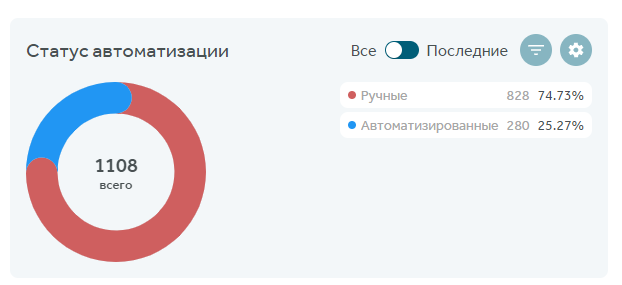 Статус автоматизации
Все Последние
Ручные 828 74.73%
Автоматизированные 280 25.27%
1108
всего